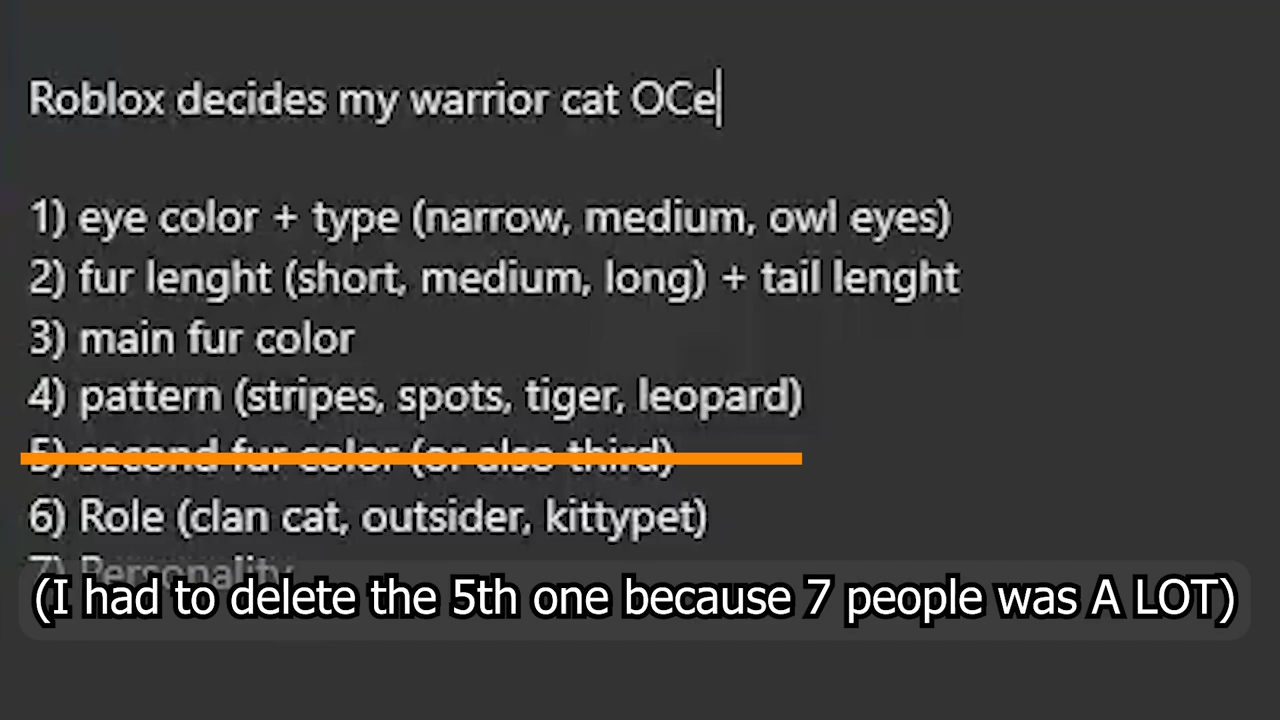 Roblox decides my warrior cat OCe
1) eye color + type (narrow, medium, owl eyes)
2) fur lenght (short, medium, long) + tail lenght
3) main fur color
4) pattern (stripes, spots, tiger, leopard)
5) second fur color (or also third)
6) Role (clan cat, outsider, kittypet)
7) Personality
(I had to delete the 5th one because 7 people was A LOT)